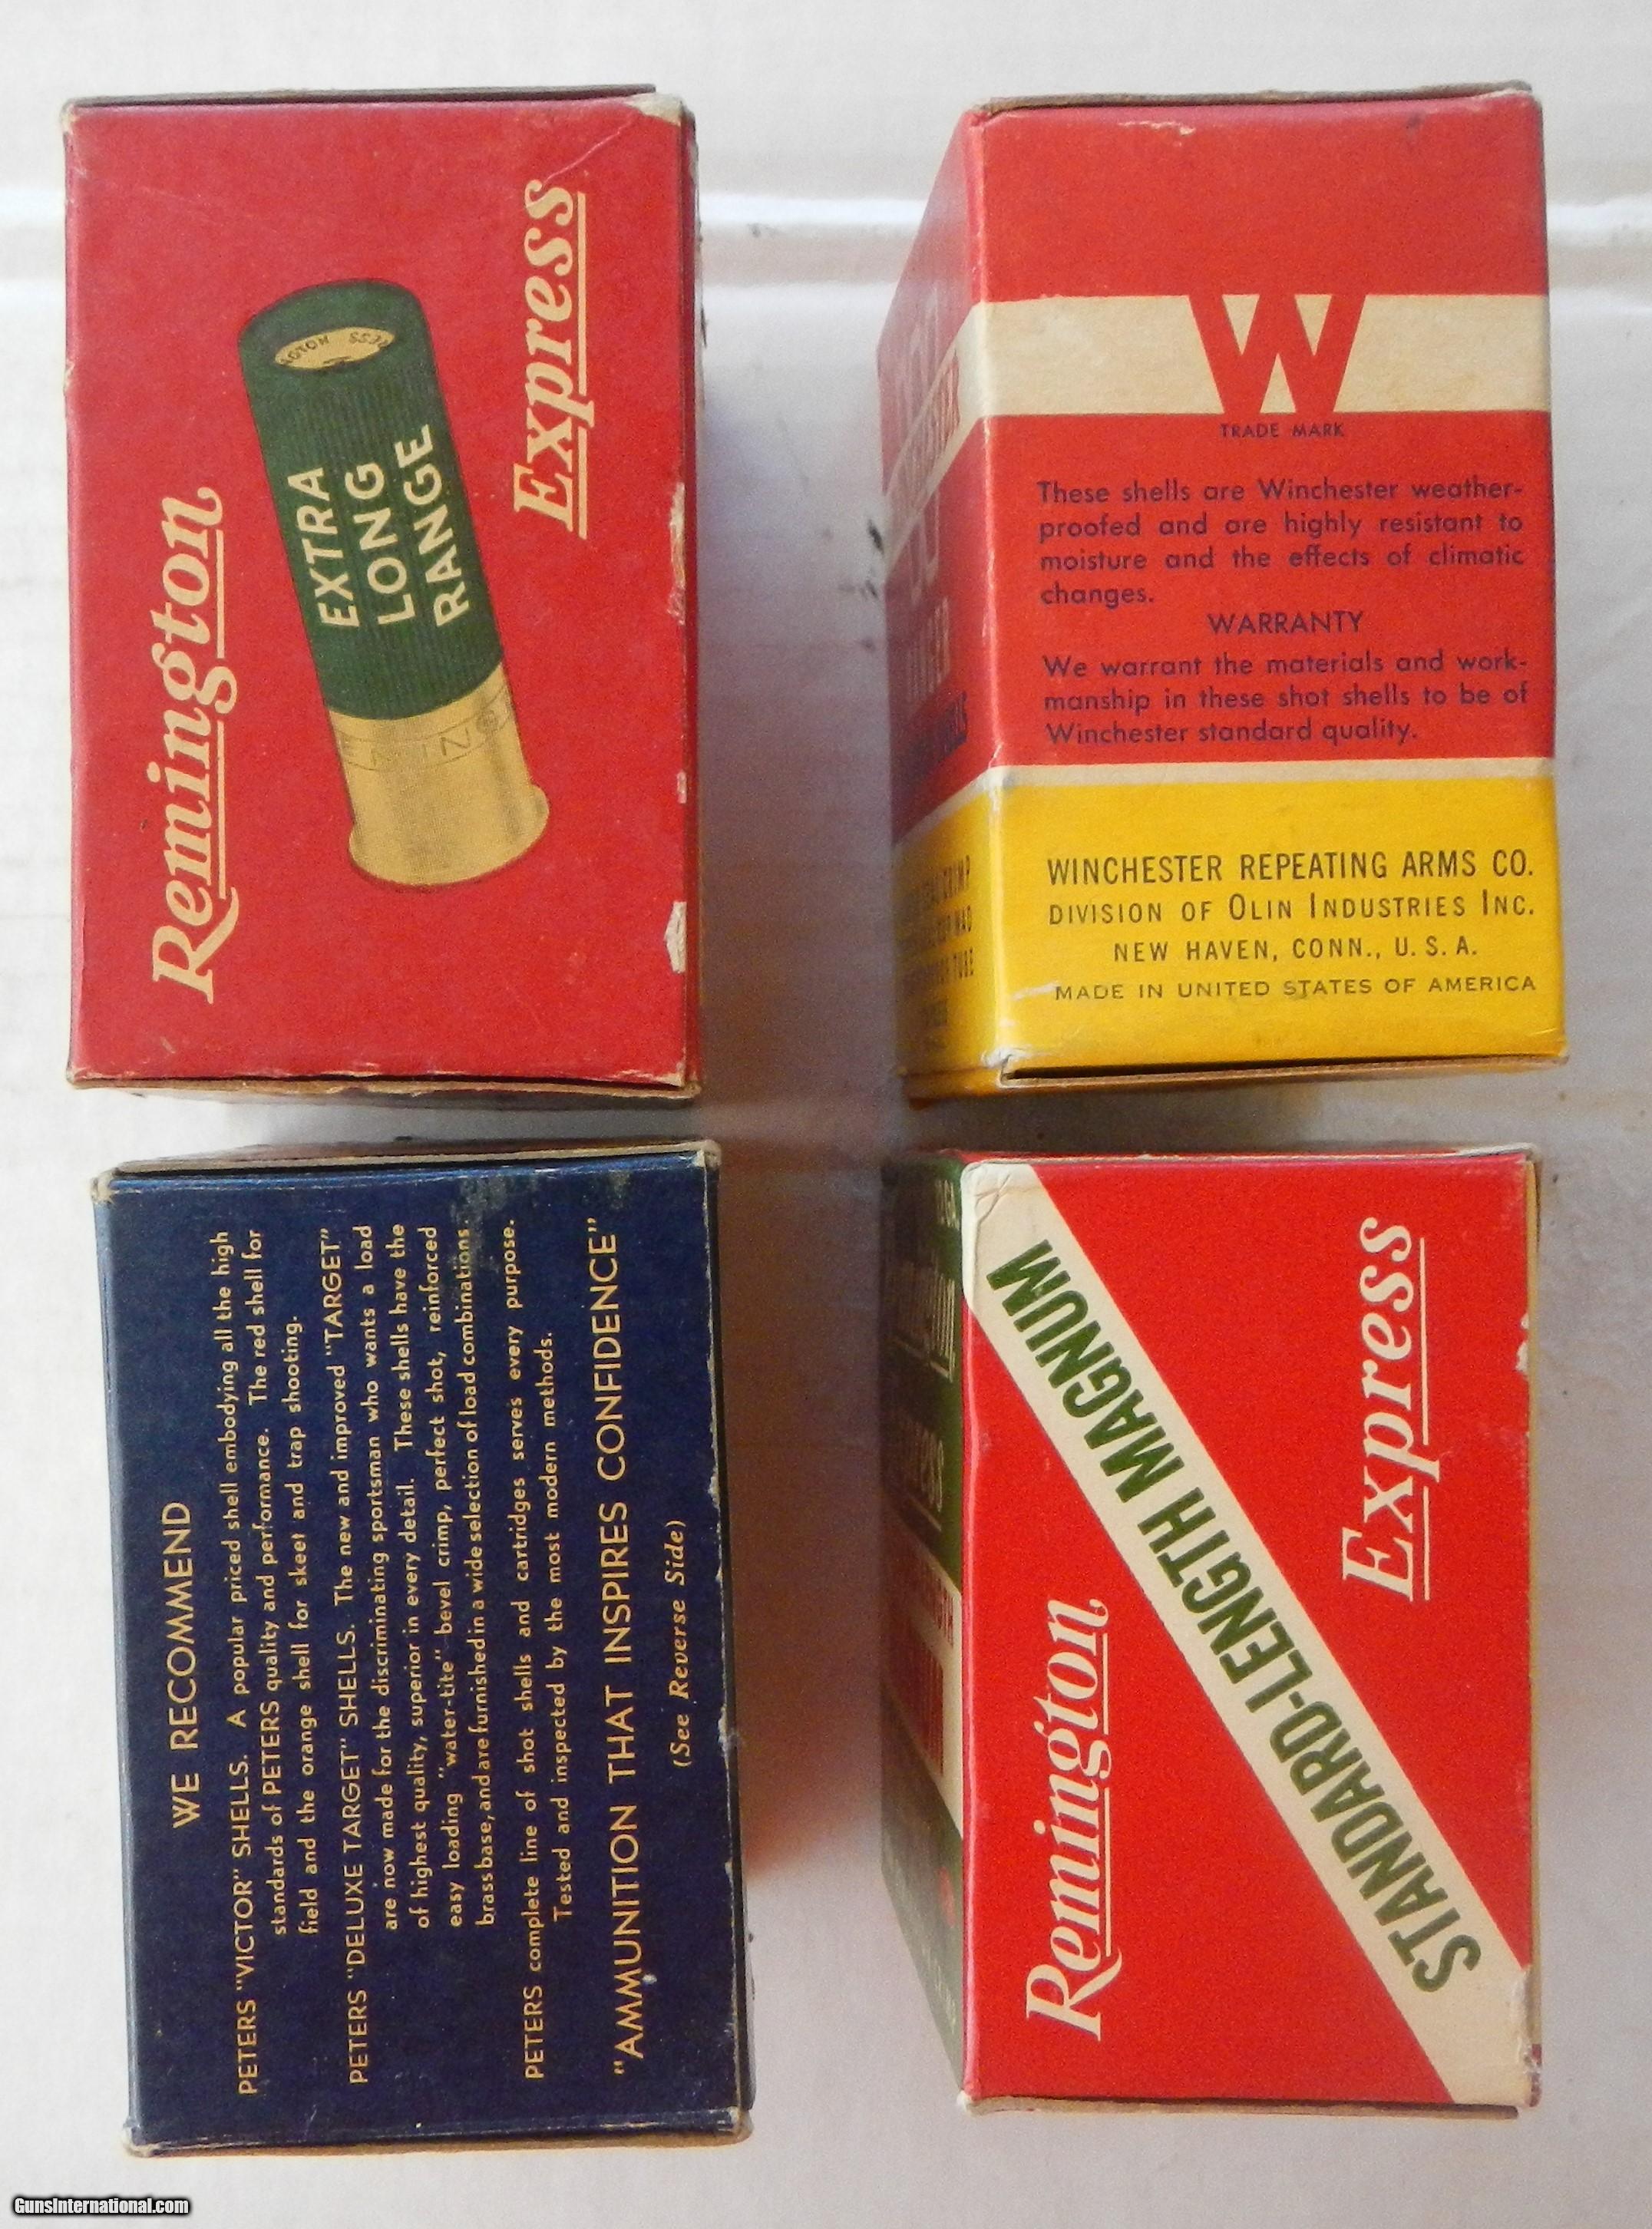 Remington
EXTRA
LONG
RANGE
Express
W
TRADE MARK
These shells are Winchester weather-
proofed and are highly resistant to
moisture and the effects of climatic
changes.
WARRANTY
We warrant the materials and work-
manship in these shot shells to be of
Winchester standard quality.
WINCHESTER REPEATING ARMS CO.
DIVISION OF OLIN INDUSTRIES INC.
NEW HAVEN, CONN., U. S. A.
MADE IN UNITED STATES OF AMERICA
WE RECOMMEND
PETERS "VICTOR" SHELLS. A popular priced shell embodying all the high
standards of PETERS quality and performance. The red shell for
field and the orange shell for skeet and trap shooting.
PETERS "DELUXE TARGET" SHELLS. The new and improved "TARGET"
are now made for the discriminating sportsman who wants a load
of highest quality, superior in every detail. These shells have the
easy loading "water-tite" bevel crimp, perfect shot, reinforced
brass base, and are furnished in a wide selection of load combinations.
PETERS complete line of shot shells and cartridges serves every purpose.
Tested and inspected by the most modern methods.
"AMMUNITION THAT INSPIRES CONFIDENCE"
(See Reverse Side)
Remington
STANDARD-LENGTH MAGNUM
Express
GunsInternational.com